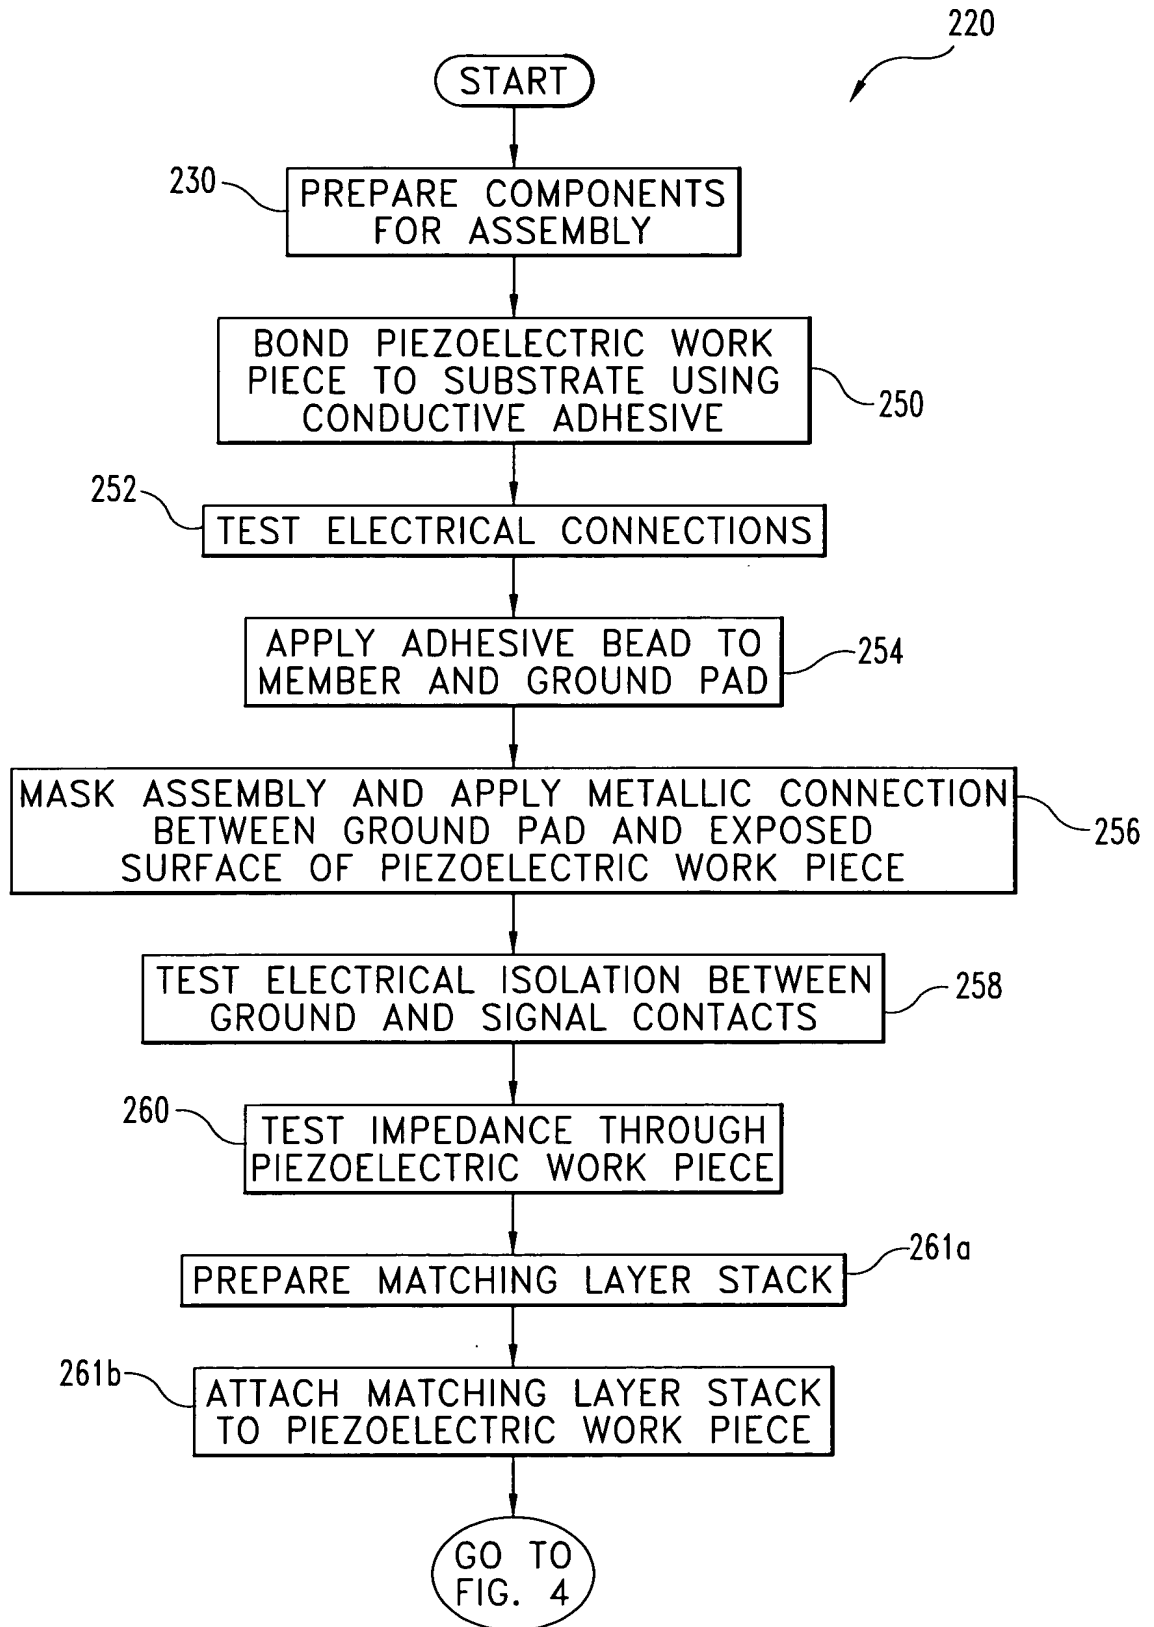 220
START
230
PREPARE COMPONENTS
FOR ASSEMBLY
BOND PIEZOELECTRIC WORK
PIECE TO SUBSTRATE USING
CONDUCTIVE ADHESIVE
250
252
TEST ELECTRICAL CONNECTIONS
APPLY ADHESIVE BEAD TO
MEMBER AND GROUND PAD
254
MASK ASSEMBLY AND APPLY METALLIC CONNECTION
BETWEEN GROUND PAD AND EXPOSED
SURFACE OF PIEZOELECTRIC WORK PIECE
256
TEST ELECTRICAL ISOLATION BETWEEN
GROUND AND SIGNAL CONTACTS
258
260
TEST IMPEDANCE THROUGH
PIEZOELECTRIC WORK PIECE
261a
PREPARE MATCHING LAYER STACK
261b
ATTACH MATCHING LAYER STACK
TO PIEZOELECTRIC WORK PIECE
GO TO
FIG. 4